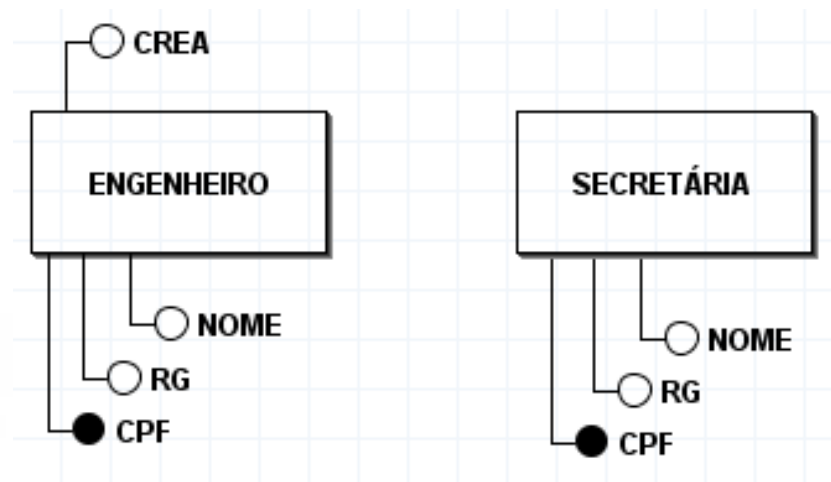 CREA
ENGENHEIRO
NOME
RG
CPF
SECRETÁRIA
NOME
RG
CPF